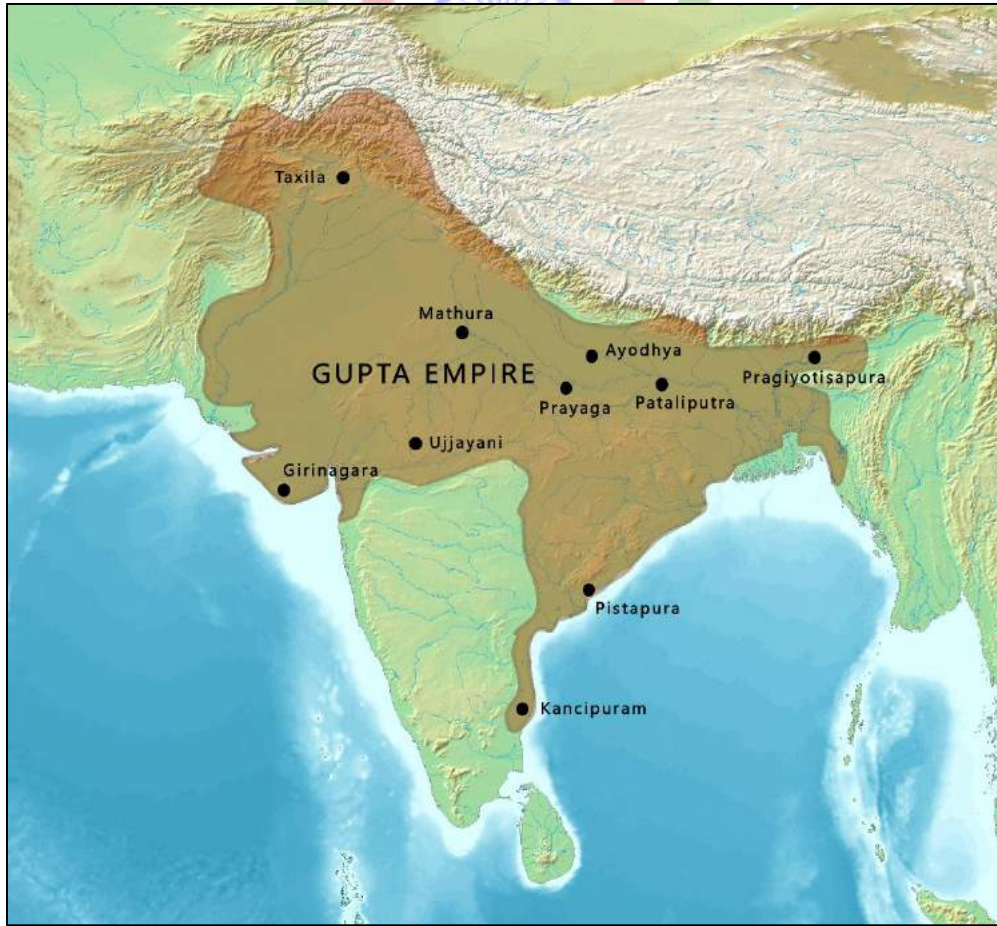 Taxila
Mathura
Ayodhya
GUPTA EMPIRE
Pragiyotisapura
Prayaga
Pataliputra
Ujjayani
Girinagara
Pistapura
Kancipuram